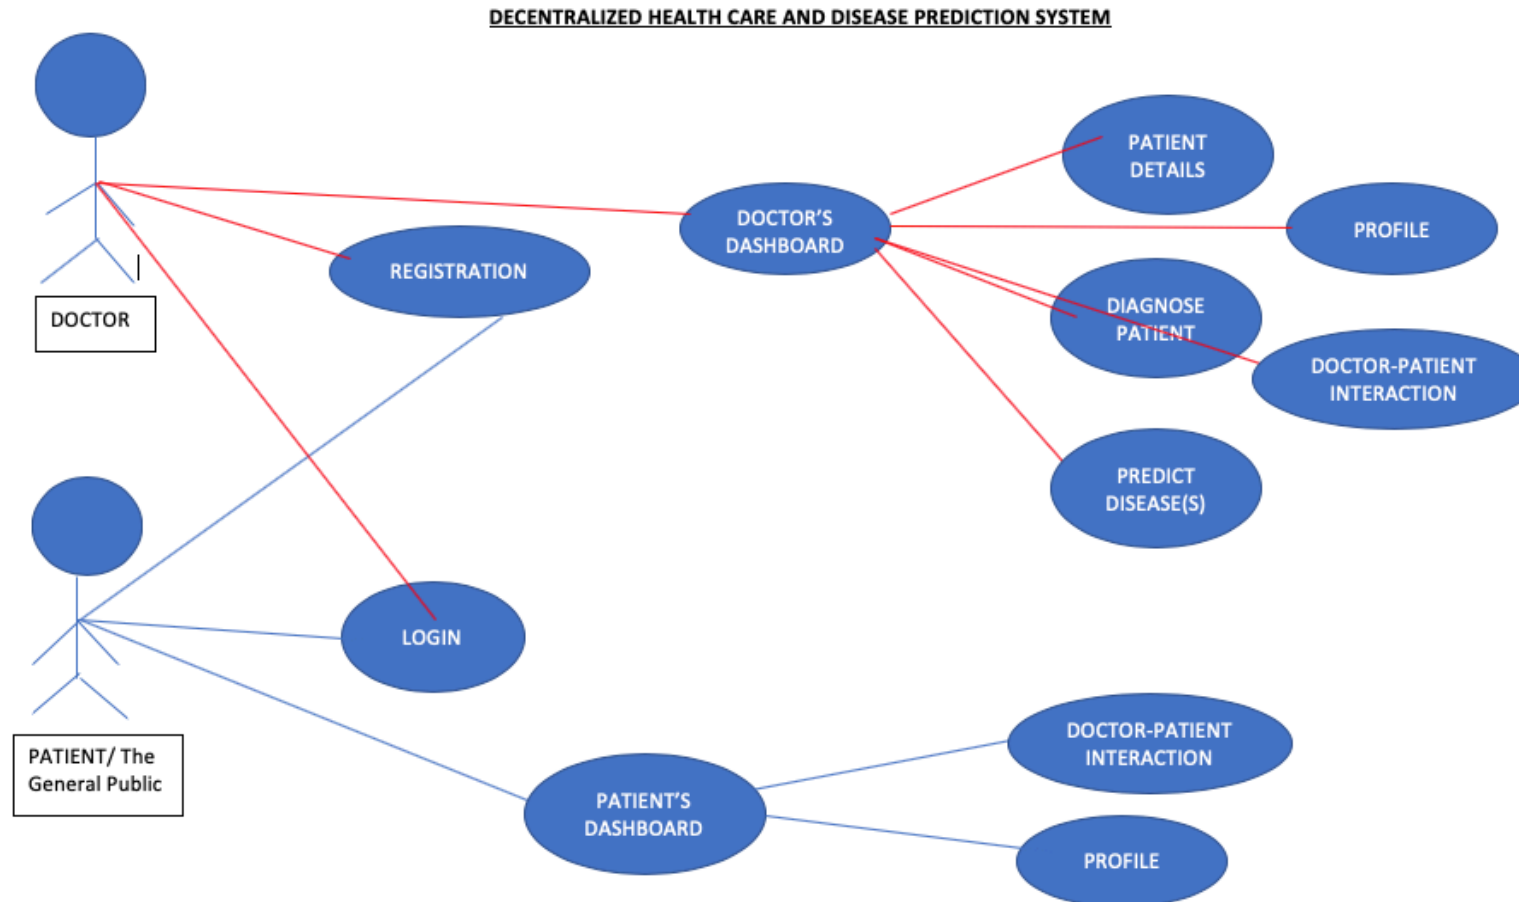 DECENTRALIZED HEALTH CARE AND DISEASE PREDICTION SYSTEM
PATIENT
DETAILS
DOCTOR'S
DASHBOARD
PROFILE
REGISTRATION
DOCTOR
DIAGNOSE
PATIENT
DOCTOR-PATIENT
INTERACTION
PREDICT
DISEASE(S)
LOGIN
PATIENT/ The
General Public
DOCTOR-PATIENT
INTERACTION
PATIENT'S
DASHBOARD
PROFILE